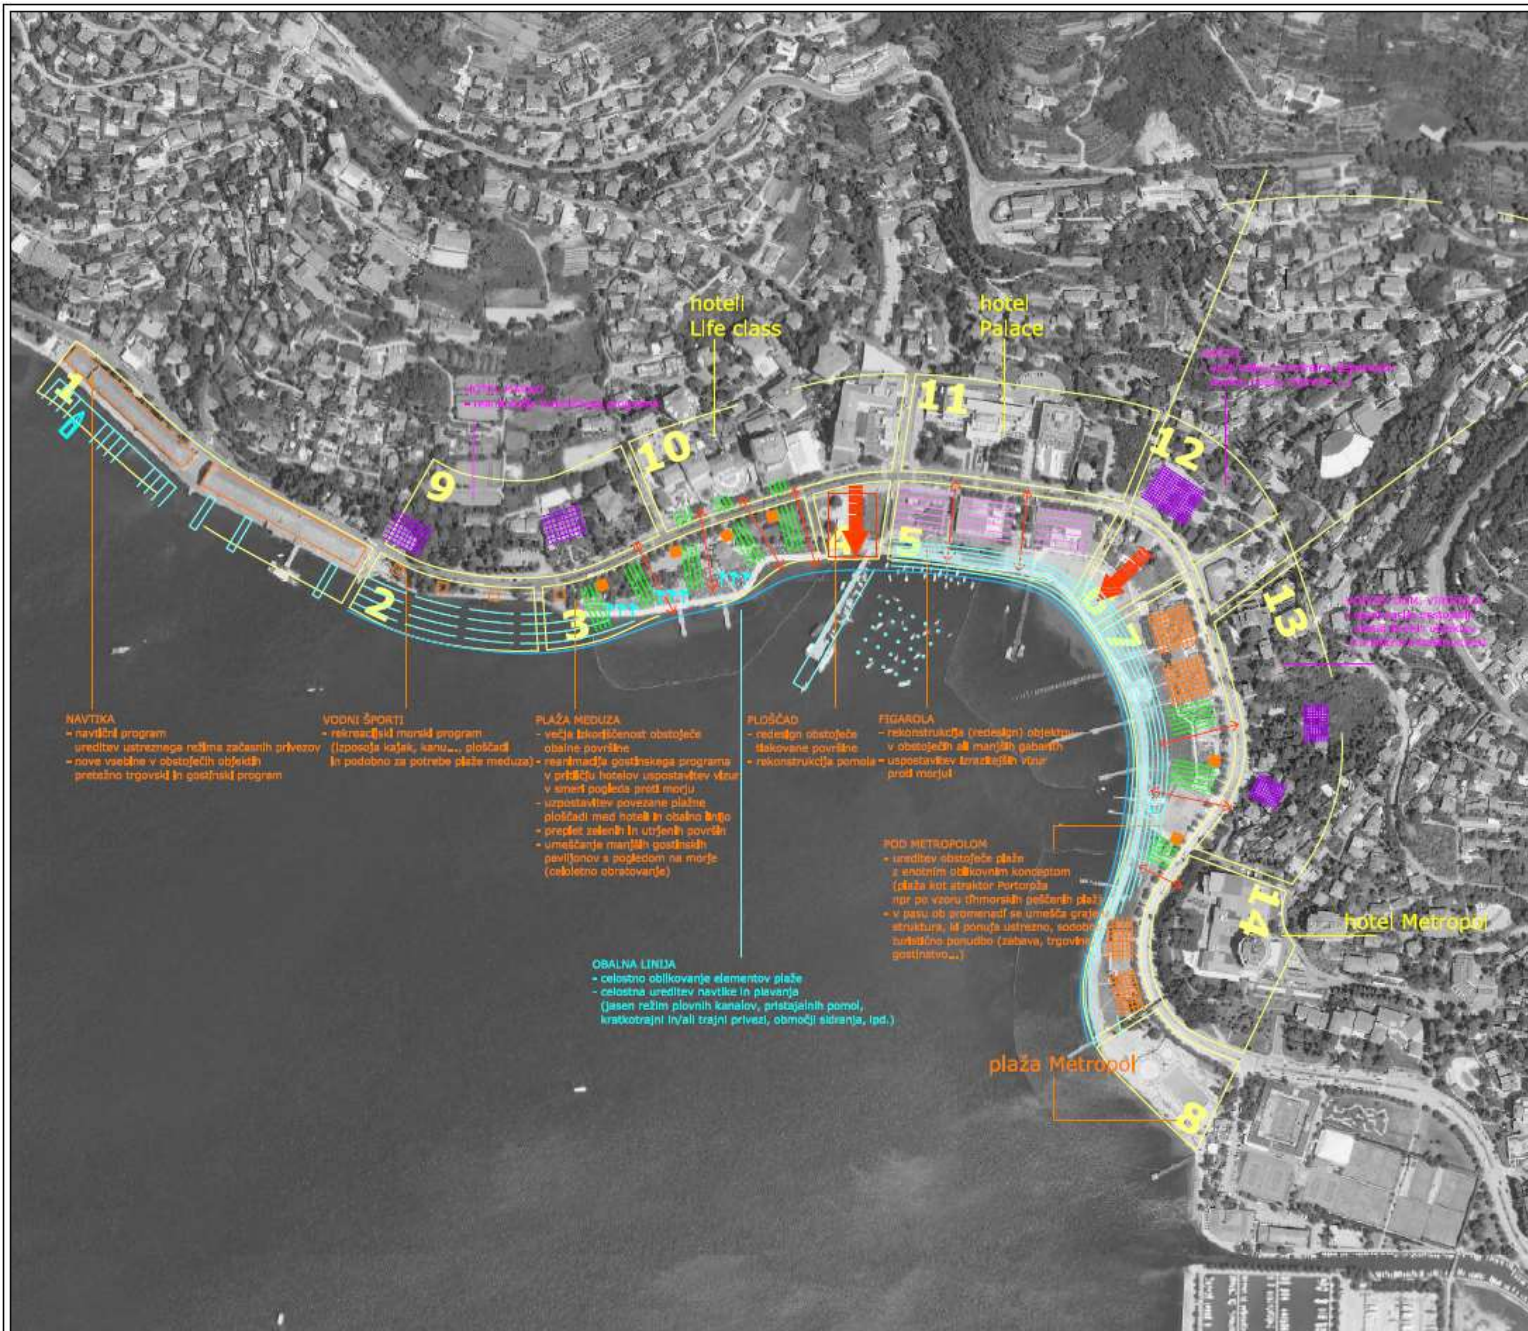 hoteli
Life class
hotel
Palace
1
11
12
10
9
4
5
2
3
6
7
13
NAVTIKA
- navtični program
ureditev ustreznega režima začasnih privezov
- nove vsebine v obstoječih objektih
pretežno trgovski in gostinski program
VODNI ŠPORTI
- rekreacijski morski program
(izposoja kajak, kanu..., ploščadi
in podobno za potrebe plaže meduza)
PLAŽA MEDUZA
- večja izkoriščenost obstoječe
obalne površine
- reanimacija gostinskega programa
v pritličju hotelov uspostavitev vizur
v smeri pogleda proti morju
- uzpostavitev povezane plažne
ploščadi med hoteli in obalno linijo
- preplet zelenih in utrjenih površin
- umeščanje manjših gostinskih
paviljonov s pogledom na morje
(celoletno obratovanje)
PLOŠČAD
- redesign obstoječe
tlakovane površine
- rekonstrukcija pomola
FIGAROLA
- rekonstrukcija (redesign) objektov
v obstoječih ali manjših gabaritih
- uspostavitev izrazitejših vizur
proti morju
POD METROPOLOM
- ureditev obstoječe plaže
z enotnim oblikovnim konceptom
(plaža kot atraktor Portoroža
npr po vzoru tihmorskih peščenih plaž)
- v pasu ob promenadi se umešča
struktura, ki ponuja ustrezno,
turistično ponudbo (zabava,
gostinstvo...)
14
hotel Metropol
OBALNA LINIJA
- celostno oblikovanje elementov plaže
- celostna ureditev navtike in plavanja
(jasen režim plovnih kanalov, pristajalnih pomol,
kratkotrajni in/ali trajni privezi, območji sidranja, ipd.)
plaža Metropol
8